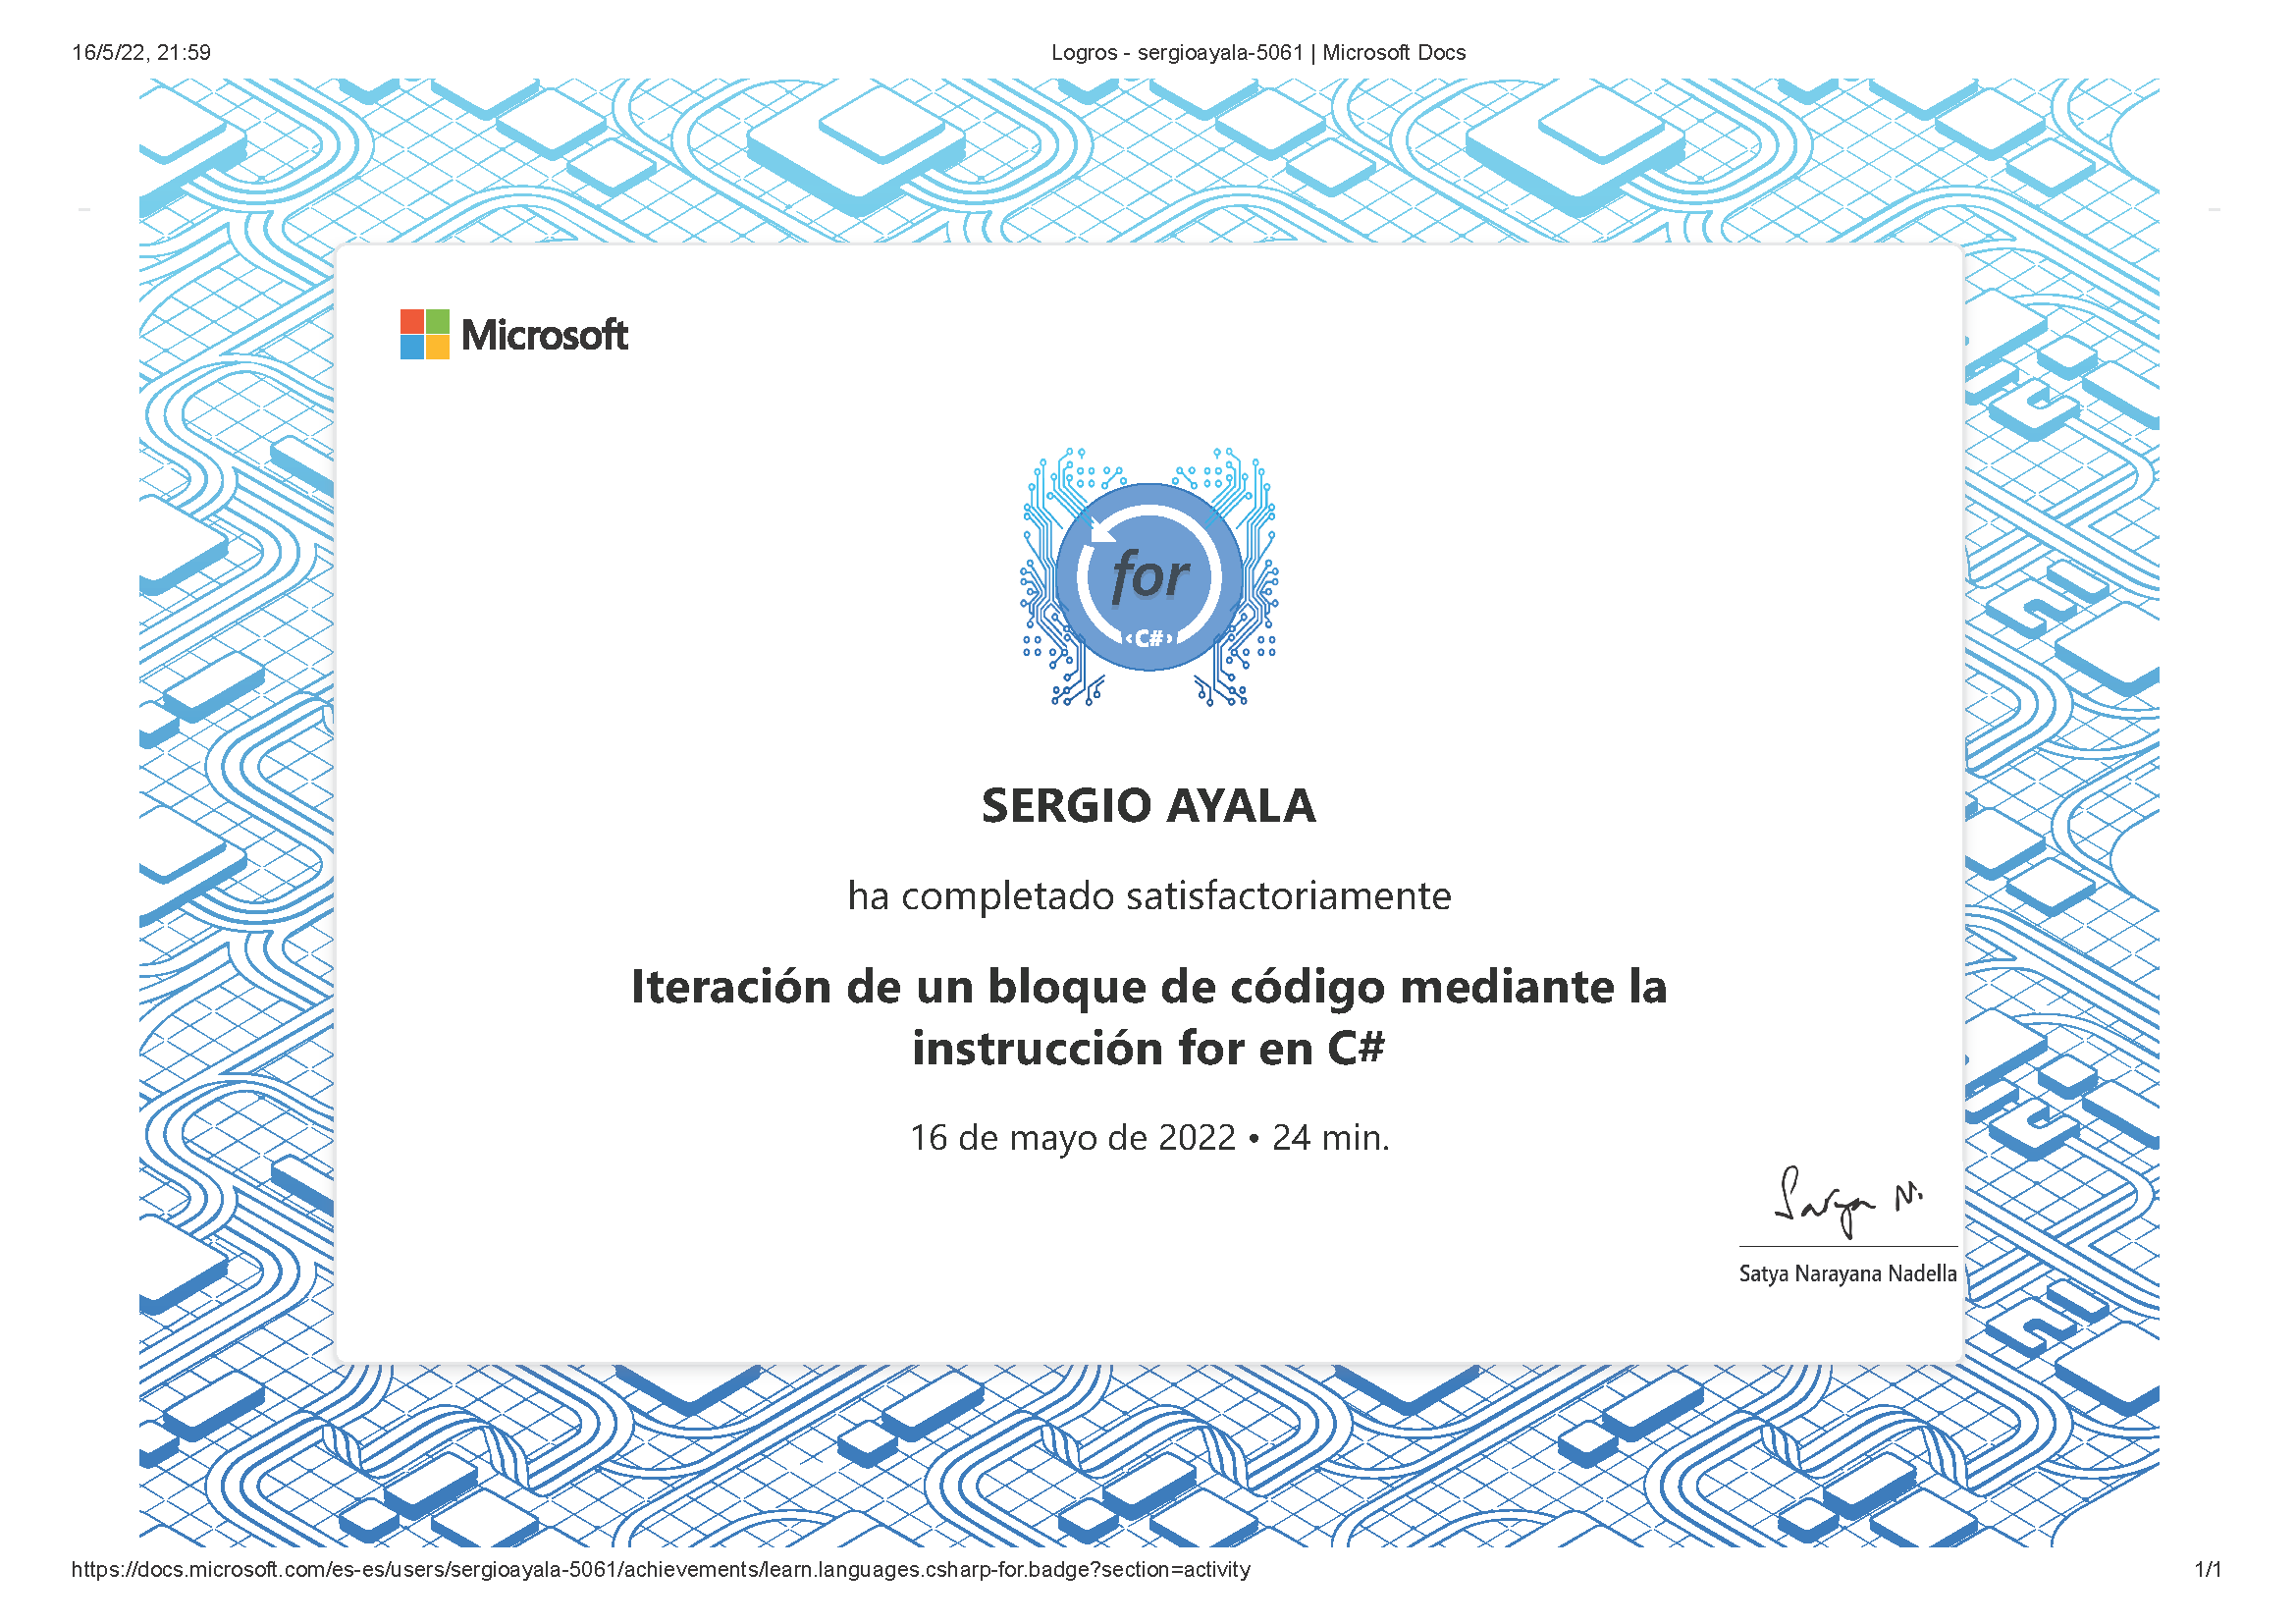 16/5/22, 21:59
Logros - sergioayala-5061 | Microsoft Docs
Microsoft
for
‹C#›
SERGIO AYALA
ha completado satisfactoriamente
Iteración de un bloque de código mediante la
instrucción for en C#
16 de mayo de 2022 • 24 min.
Satya N.
Satya Narayana Nadella
https://docs.microsoft.com/es-es/users/sergioayala-5061/achievements/learn.languages.csharp-for.badge?section=activity
1/1